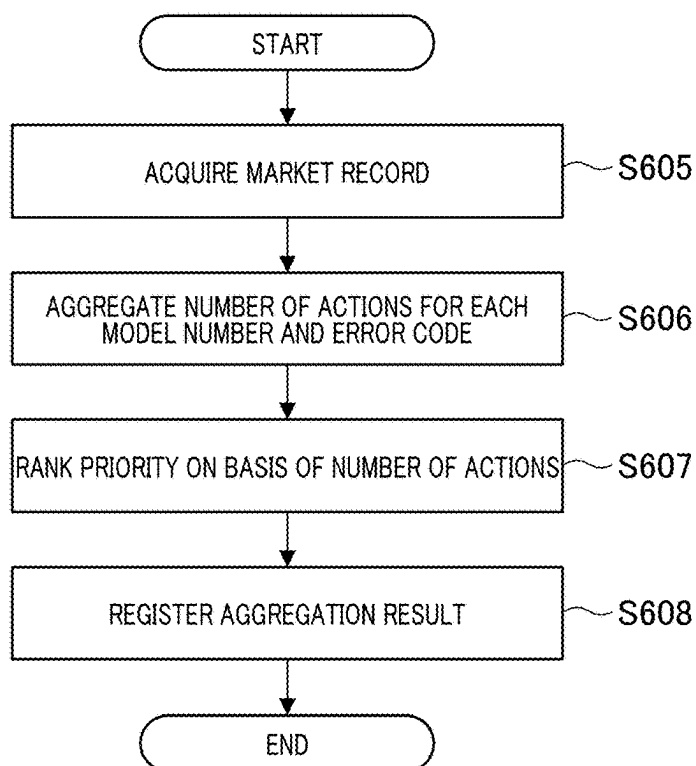 START
ACQUIRE MARKET RECORD
S605
AGGREGATE NUMBER OF ACTIONS FOR EACH
MODEL NUMBER AND ERROR CODE
S606
RANK PRIORITY ON BASIS OF NUMBER OF ACTIONS
S607
REGISTER AGGREGATION RESULT
S608
END